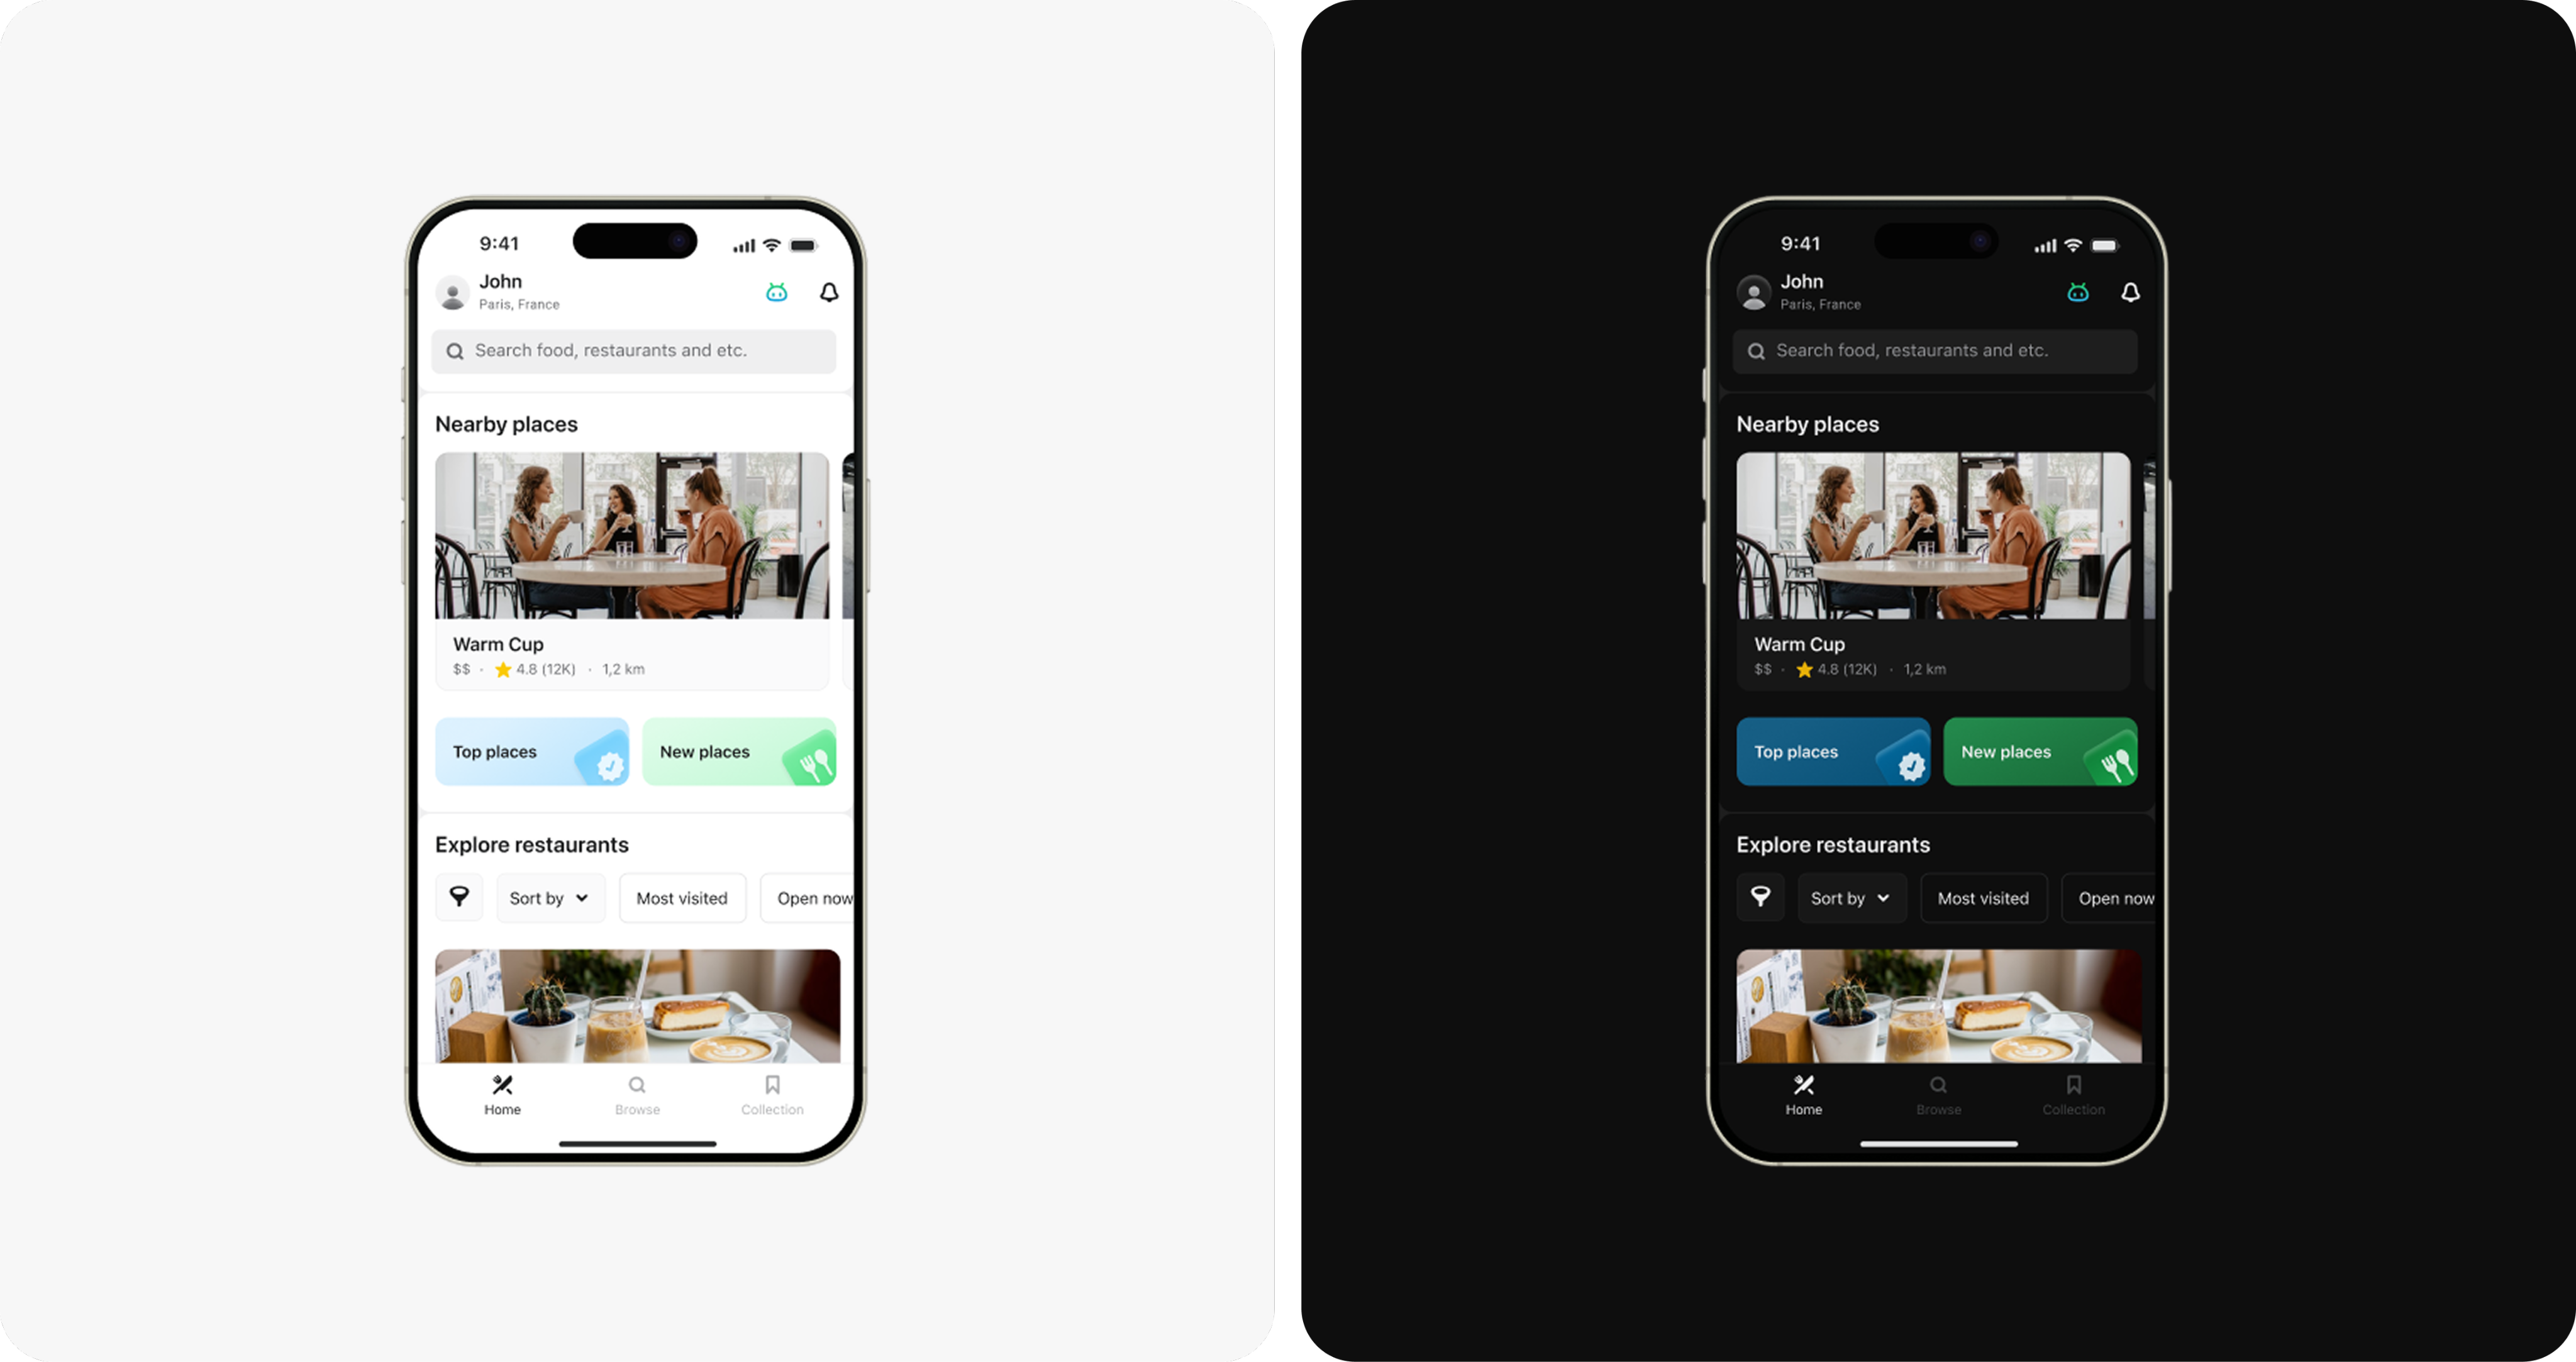 9:41
John
Paris, France
Search food, restaurants and etc.
Nearby places
Warm Cup
$$ · 4.8 (12K) · 1,2 km
Top places
New places
Explore restaurants
Sort by
Most visited
Open now
Home
Browse
Collection
9:41
John
Paris, France
Search food, restaurants and etc.
Nearby places
Warm Cup
$$ · 4.8 (12K) · 1,2 km
Top places
New places
Explore restaurants
Sort by
Most visited
Open now
Home
Browse
Collection